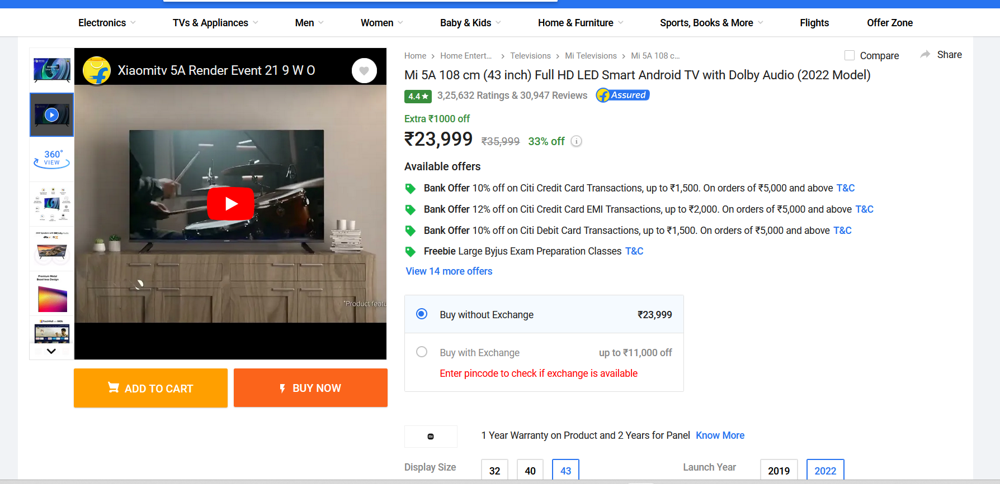 Electronics TVs & Appliances Men Women Baby & Kids Home & Furniture Sports, Books & More Flights Offer Zone
Xiaomitv 5A Render Event 21 9 W O
360° VIEW
Premium Metal
Bezel-less Design
*Product featu
ADD TO CART
BUY NOW
Home > Home Entert... > Televisions > Mi Televisions > Mi 5A 108 c...
Compare Share
Mi 5A 108 cm (43 inch) Full HD LED Smart Android TV with Dolby Audio (2022 Model)
4.4★ 3,25,632 Ratings & 30,947 Reviews Assured
Extra ₹1000 off
₹23,999 ₹35,999 33% off i
Available offers
Bank Offer 10% off on Citi Credit Card Transactions, up to ₹1,500. On orders of ₹5,000 and above T&C
Bank Offer 12% off on Citi Credit Card EMI Transactions, up to ₹2,000. On orders of ₹5,000 and above T&C
Bank Offer 10% off on Citi Debit Card Transactions, up to ₹1,500. On orders of ₹5,000 and above T&C
Freebie Large Byjus Exam Preparation Classes T&C
View 14 more offers
Buy without Exchange ₹23,999
Buy with Exchange up to ₹11,000 off
Enter pincode to check if exchange is available
1 Year Warranty on Product and 2 Years for Panel Know More
Display Size 32 40 43 Launch Year 2019 2022